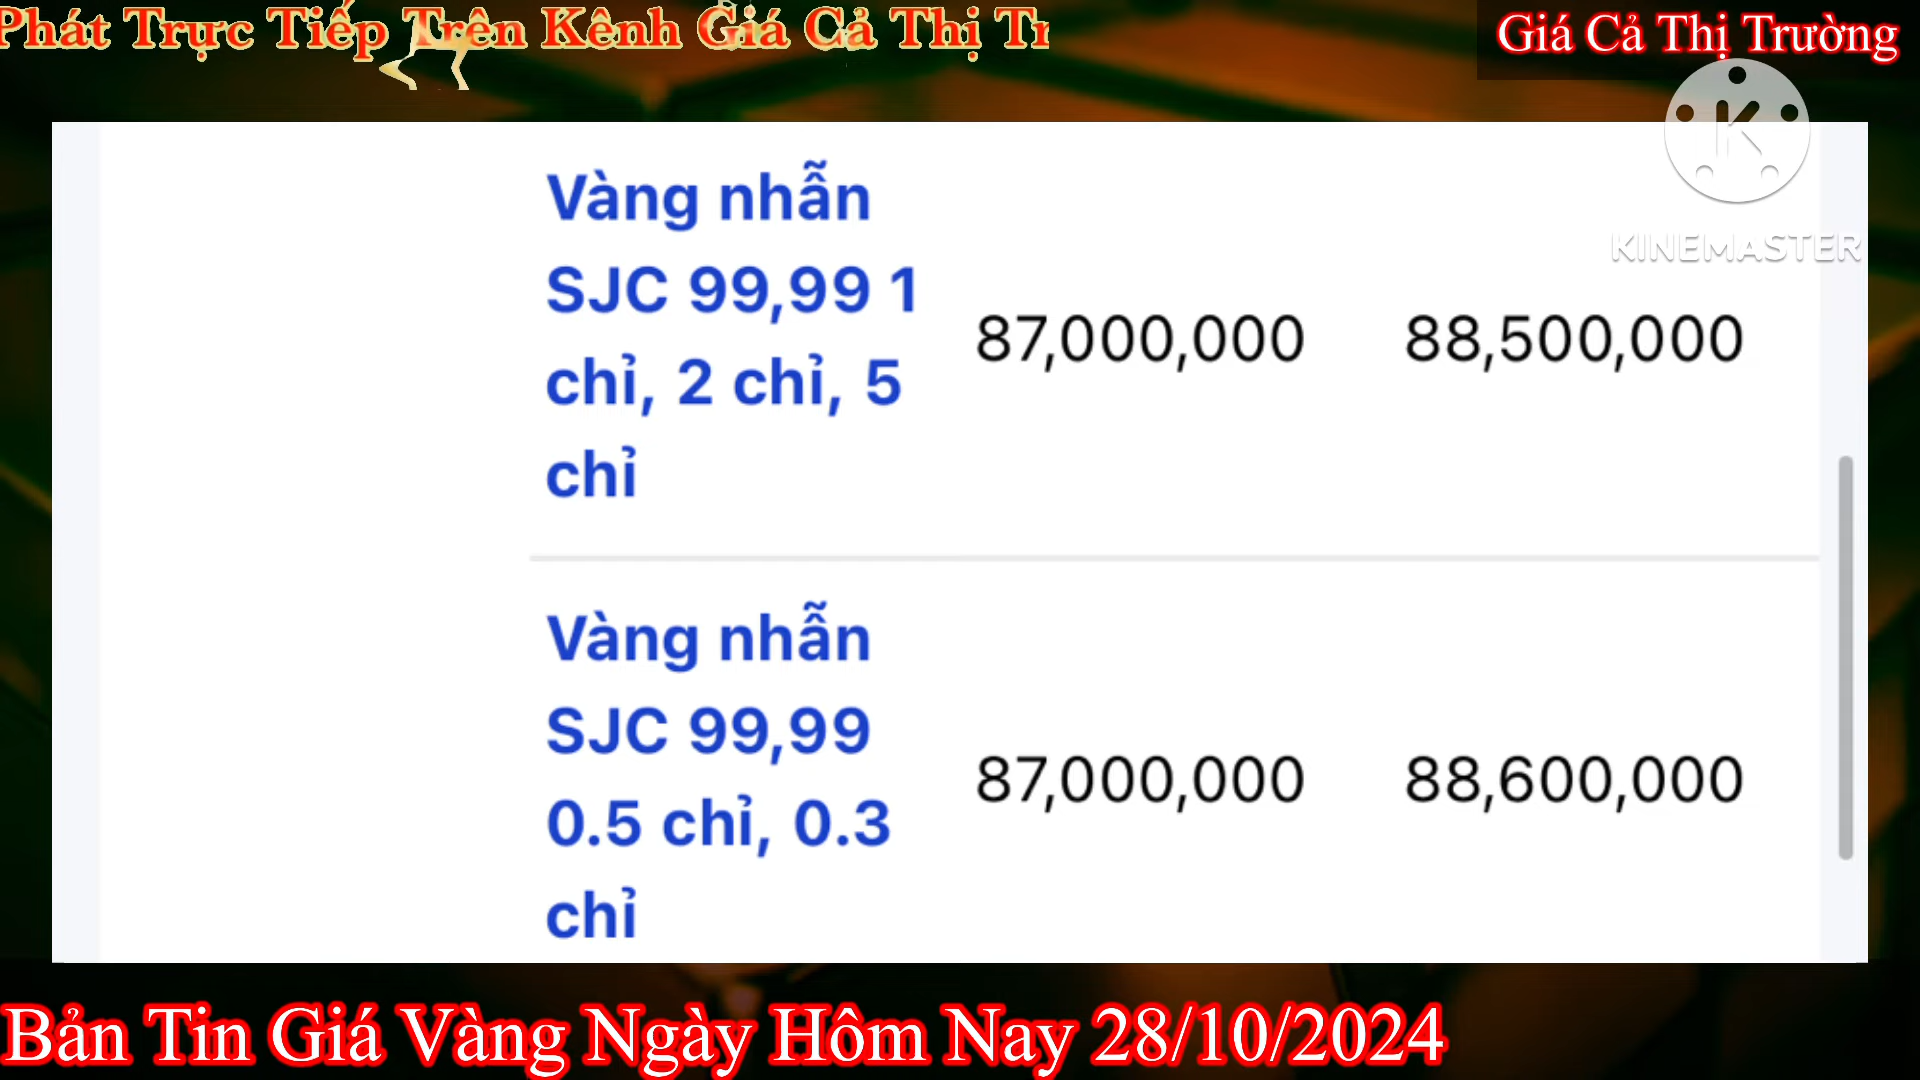 Phát Trực Tiếp Trên Kênh Giá Cả Thị
Giá Cả Thị Trường
KINEMASTER
Vàng nhẫn
SJC 99,99 1
chỉ, 2 chỉ, 5
chỉ
87,000,000
88,500,000
Vàng nhẫn
SJC 99,99
0.5 chỉ, 0.3
chỉ
87,000,000
88,600,000
Bản Tin Giá Vàng Ngày Hôm Nay 28/10/2024